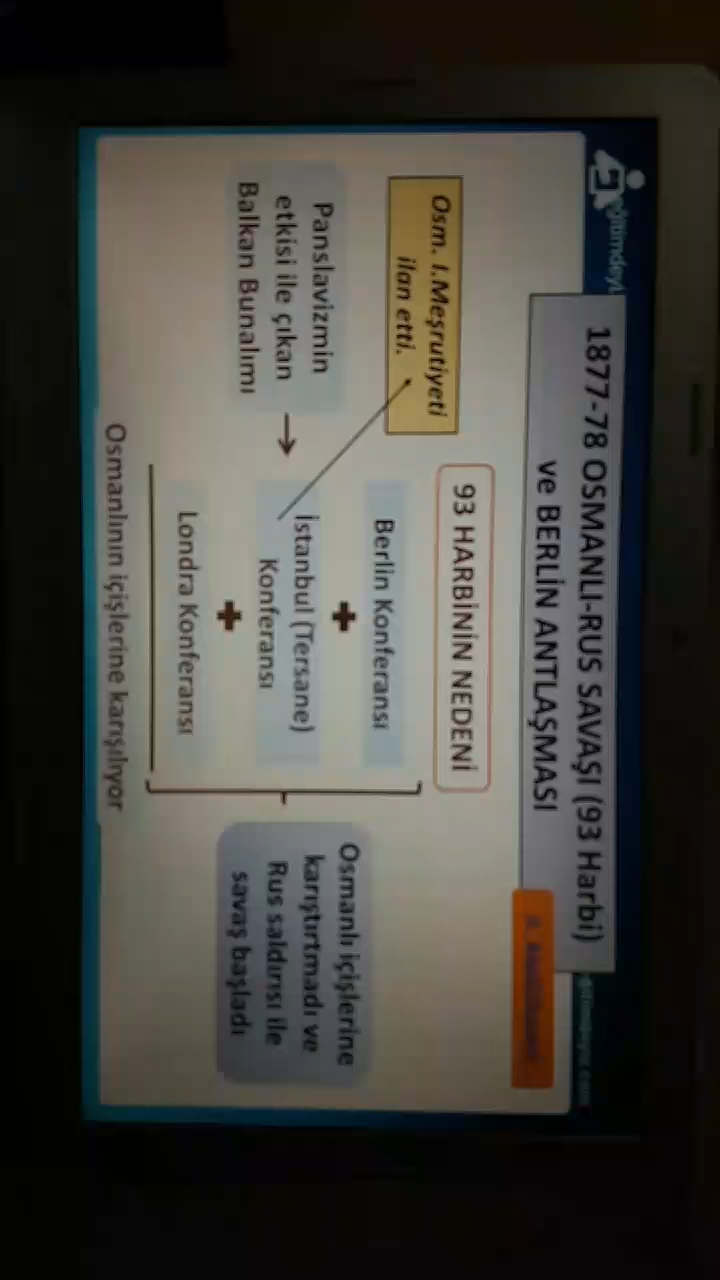 eğitimdeyi
1877-78 OSMANLI-RUS SAVAŞI (93 Harbi)
ve BERLİN ANTLAŞMASI
93 HARBİNİN NEDENİ
Osm. I.Meşrutiyeti
ilan etti.
Berlin Konferansı
+
Panslavizmin
etkisi ile çıkan
Balkan Bunalımı
→
İstanbul (Tersane)
Konferansı
+
Londra Konferansı
Osmanlı içişlerine
karıştırtmadı ve
Rus saldırısı ile
savaş başladı
Osmanlının içişlerine karışılıyor